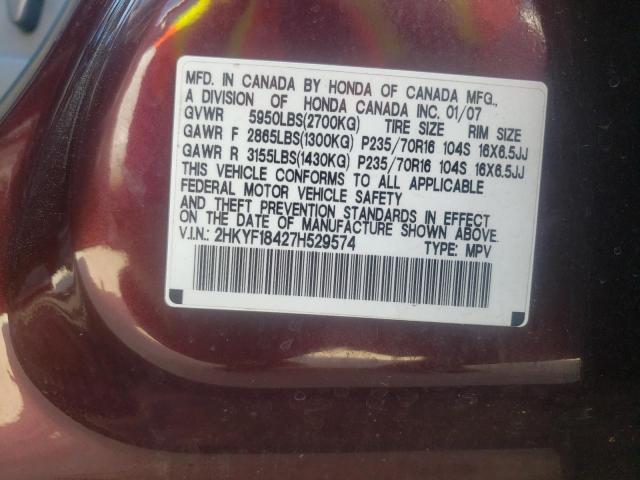 MFD. IN CANADA BY HONDA OF CANADA MFG.,
A DIVISION OF HONDA CANADA INC. 01/07
GVWR 5950LBS(2700KG) TIRE SIZE RIM SIZE
GAWR F 2865LBS(1300KG) P235/70R16 104S 16X6.5JJ
GAWR R 3155LBS(1430KG) P235/70R16 104S 16X6.5JJ
THIS VEHICLE CONFORMS TO ALL APPLICABLE
FEDERAL MOTOR VEHICLE SAFETY
AND THEFT PREVENTION STANDARDS IN EFFECT
ON THE DATE OF MANUFACTURE SHOWN ABOVE.
V.I.N.: 2HKYF18427H529574 TYPE: MPV